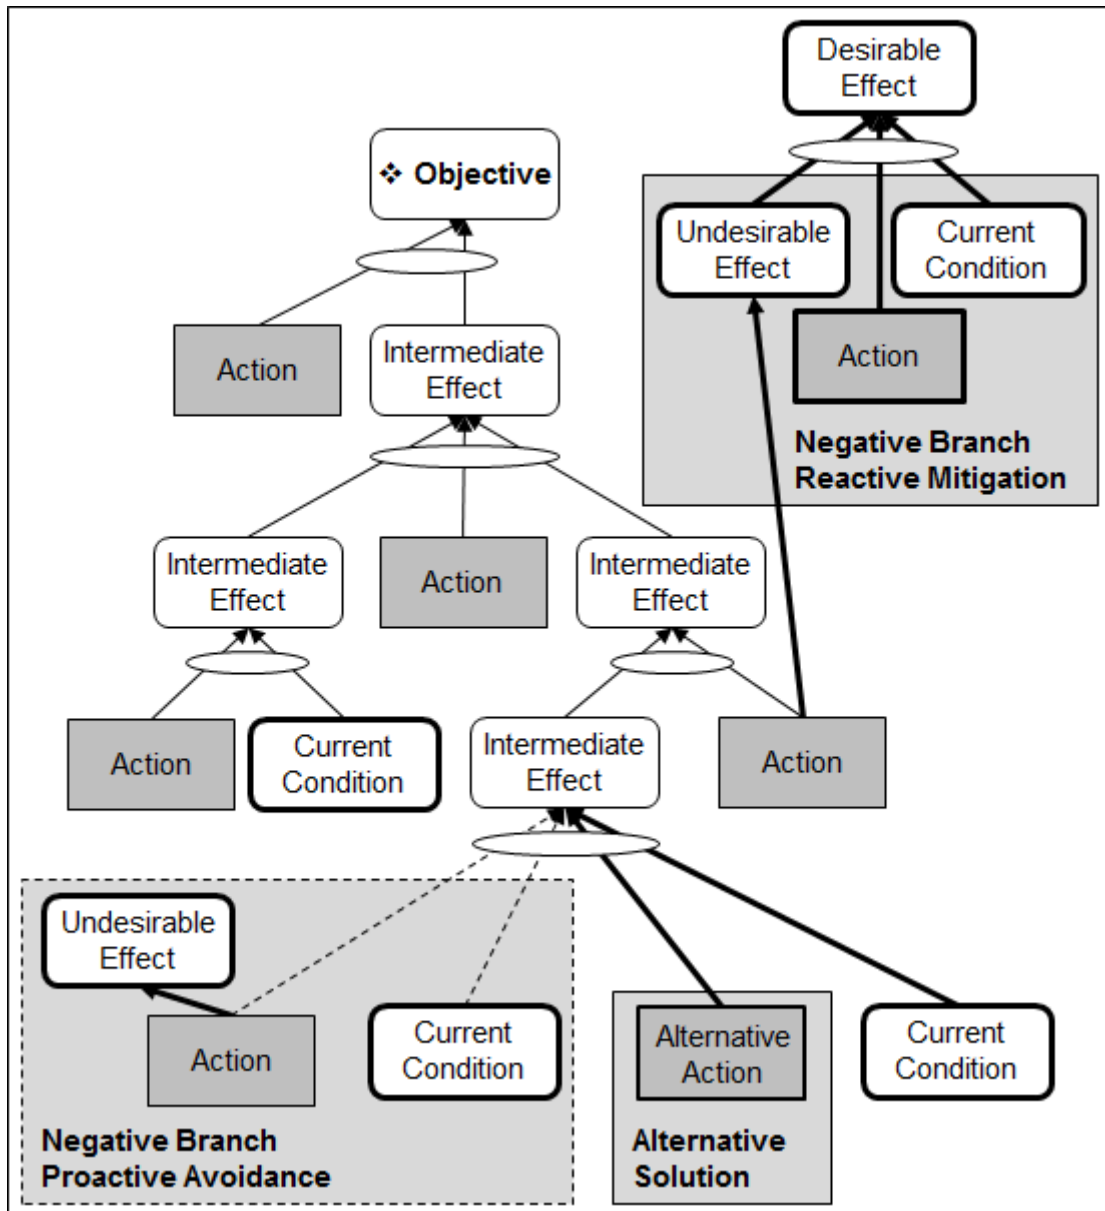 Desirable
Effect
❖ Objective
Undesirable
Effect
Current
Condition
Action
Intermediate
Effect
Action
Negative Branch
Reactive Mitigation
Intermediate
Effect
Action
Intermediate
Effect
Action
Current
Condition
Intermediate
Effect
Action
Undesirable
Effect
Action
Current
Condition
Alternative
Action
Current
Condition
Negative Branch
Proactive Avoidance
Alternative
Solution